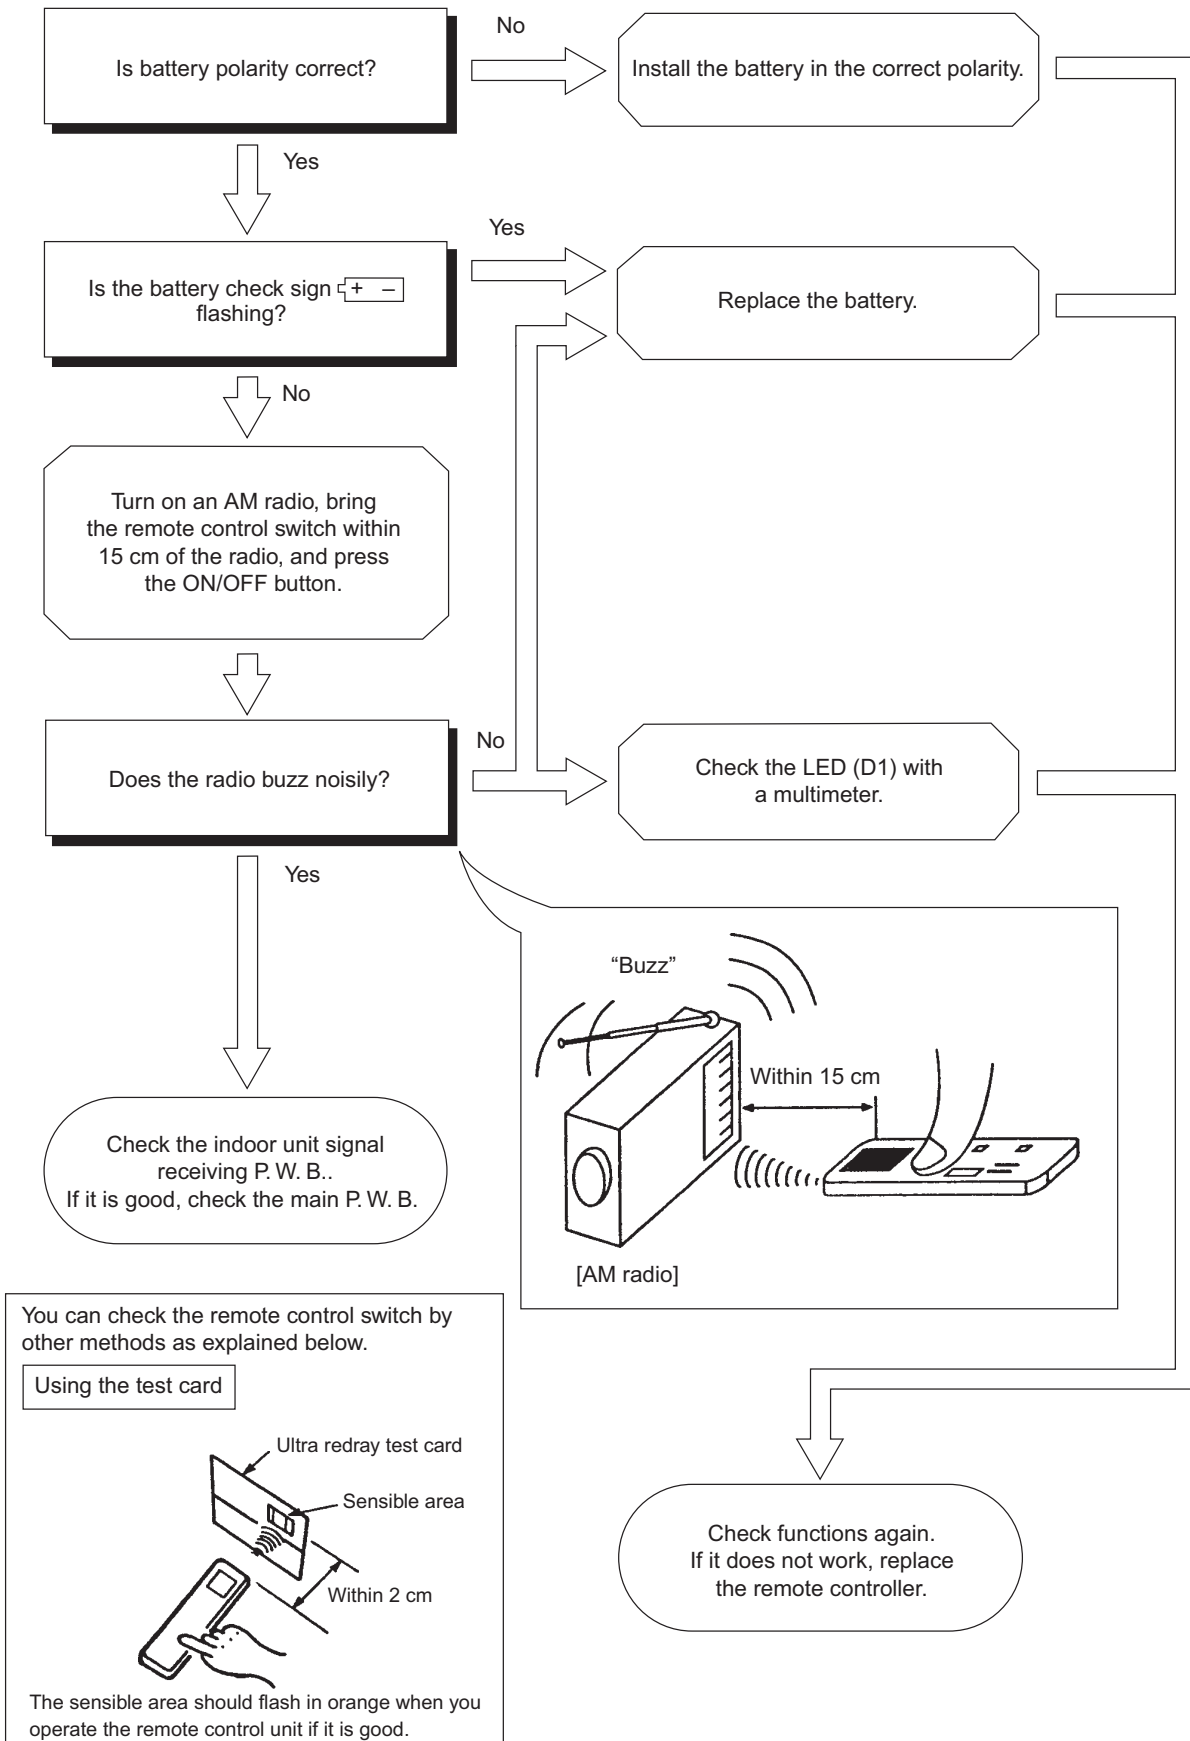 Is battery polarity correct?
No
Install the battery in the correct polarity.
Yes
Is the battery check sign + –
flashing?
Yes
Replace the battery.
No
Turn on an AM radio, bring
the remote control switch within
15 cm of the radio, and press
the ON/OFF button.
Does the radio buzz noisily?
No
Check the LED (D1) with
a multimeter.
Yes
“Buzz”
Within 15 cm
[AM radio]
Check the indoor unit signal
receiving P. W. B..
If it is good, check the main P. W. B.
You can check the remote control switch by
other methods as explained below.
Using the test card
Ultra redray test card
Sensible area
Within 2 cm
The sensible area should flash in orange when you
operate the remote control unit if it is good.
Check functions again.
If it does not work, replace
the remote controller.